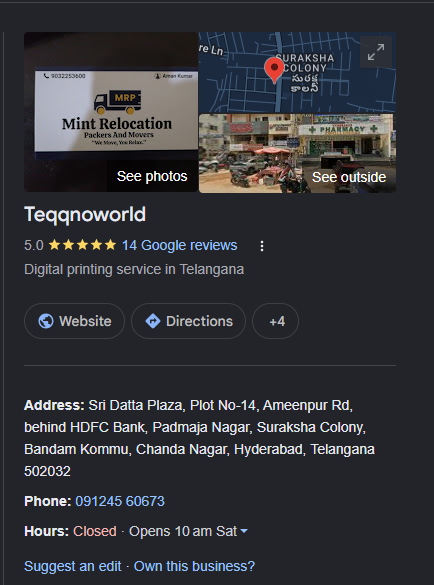 9032253600
Aman Kumar
MRP
Mint Relocation
Packers And Movers
"We Move, You Relax."
See photos
re Ln
SURAKSHA
COLONY
సురక్ష
కాలనీ
PHARMACY
See outside
Teqqnoworld
5.0 ★★★★★ 14 Google reviews
Digital printing service in Telangana
Website
Directions
+4
Address: Sri Datta Plaza, Plot No-14, Ameenpur Rd,
behind HDFC Bank, Padmaja Nagar, Suraksha Colony,
Bandam Kommu, Chanda Nagar, Hyderabad, Telangana
502032
Phone: 091245 60673
Hours: Closed · Opens 10 am Sat
Suggest an edit · Own this business?